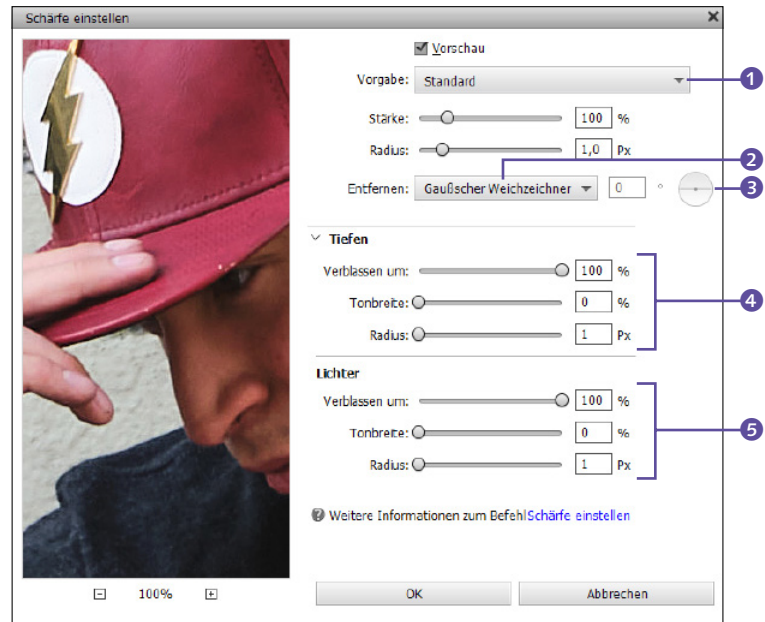 Schärfe einstellen
Vorschau
Vorgabe: Standard
1
Stärke: 100 %
Radius: 1,0 Px
2
Entfernen: Gaußscher Weichzeichner 0 °
3
Tiefen
Verblassen um: 100 %
Tonbreite: 0 %
4
Radius: 1 Px
Lichter
Verblassen um: 100 %
Tonbreite: 0 %
5
Radius: 1 Px
Weitere Informationen zum Befehl Schärfe einstellen
100%
OK Abbrechen